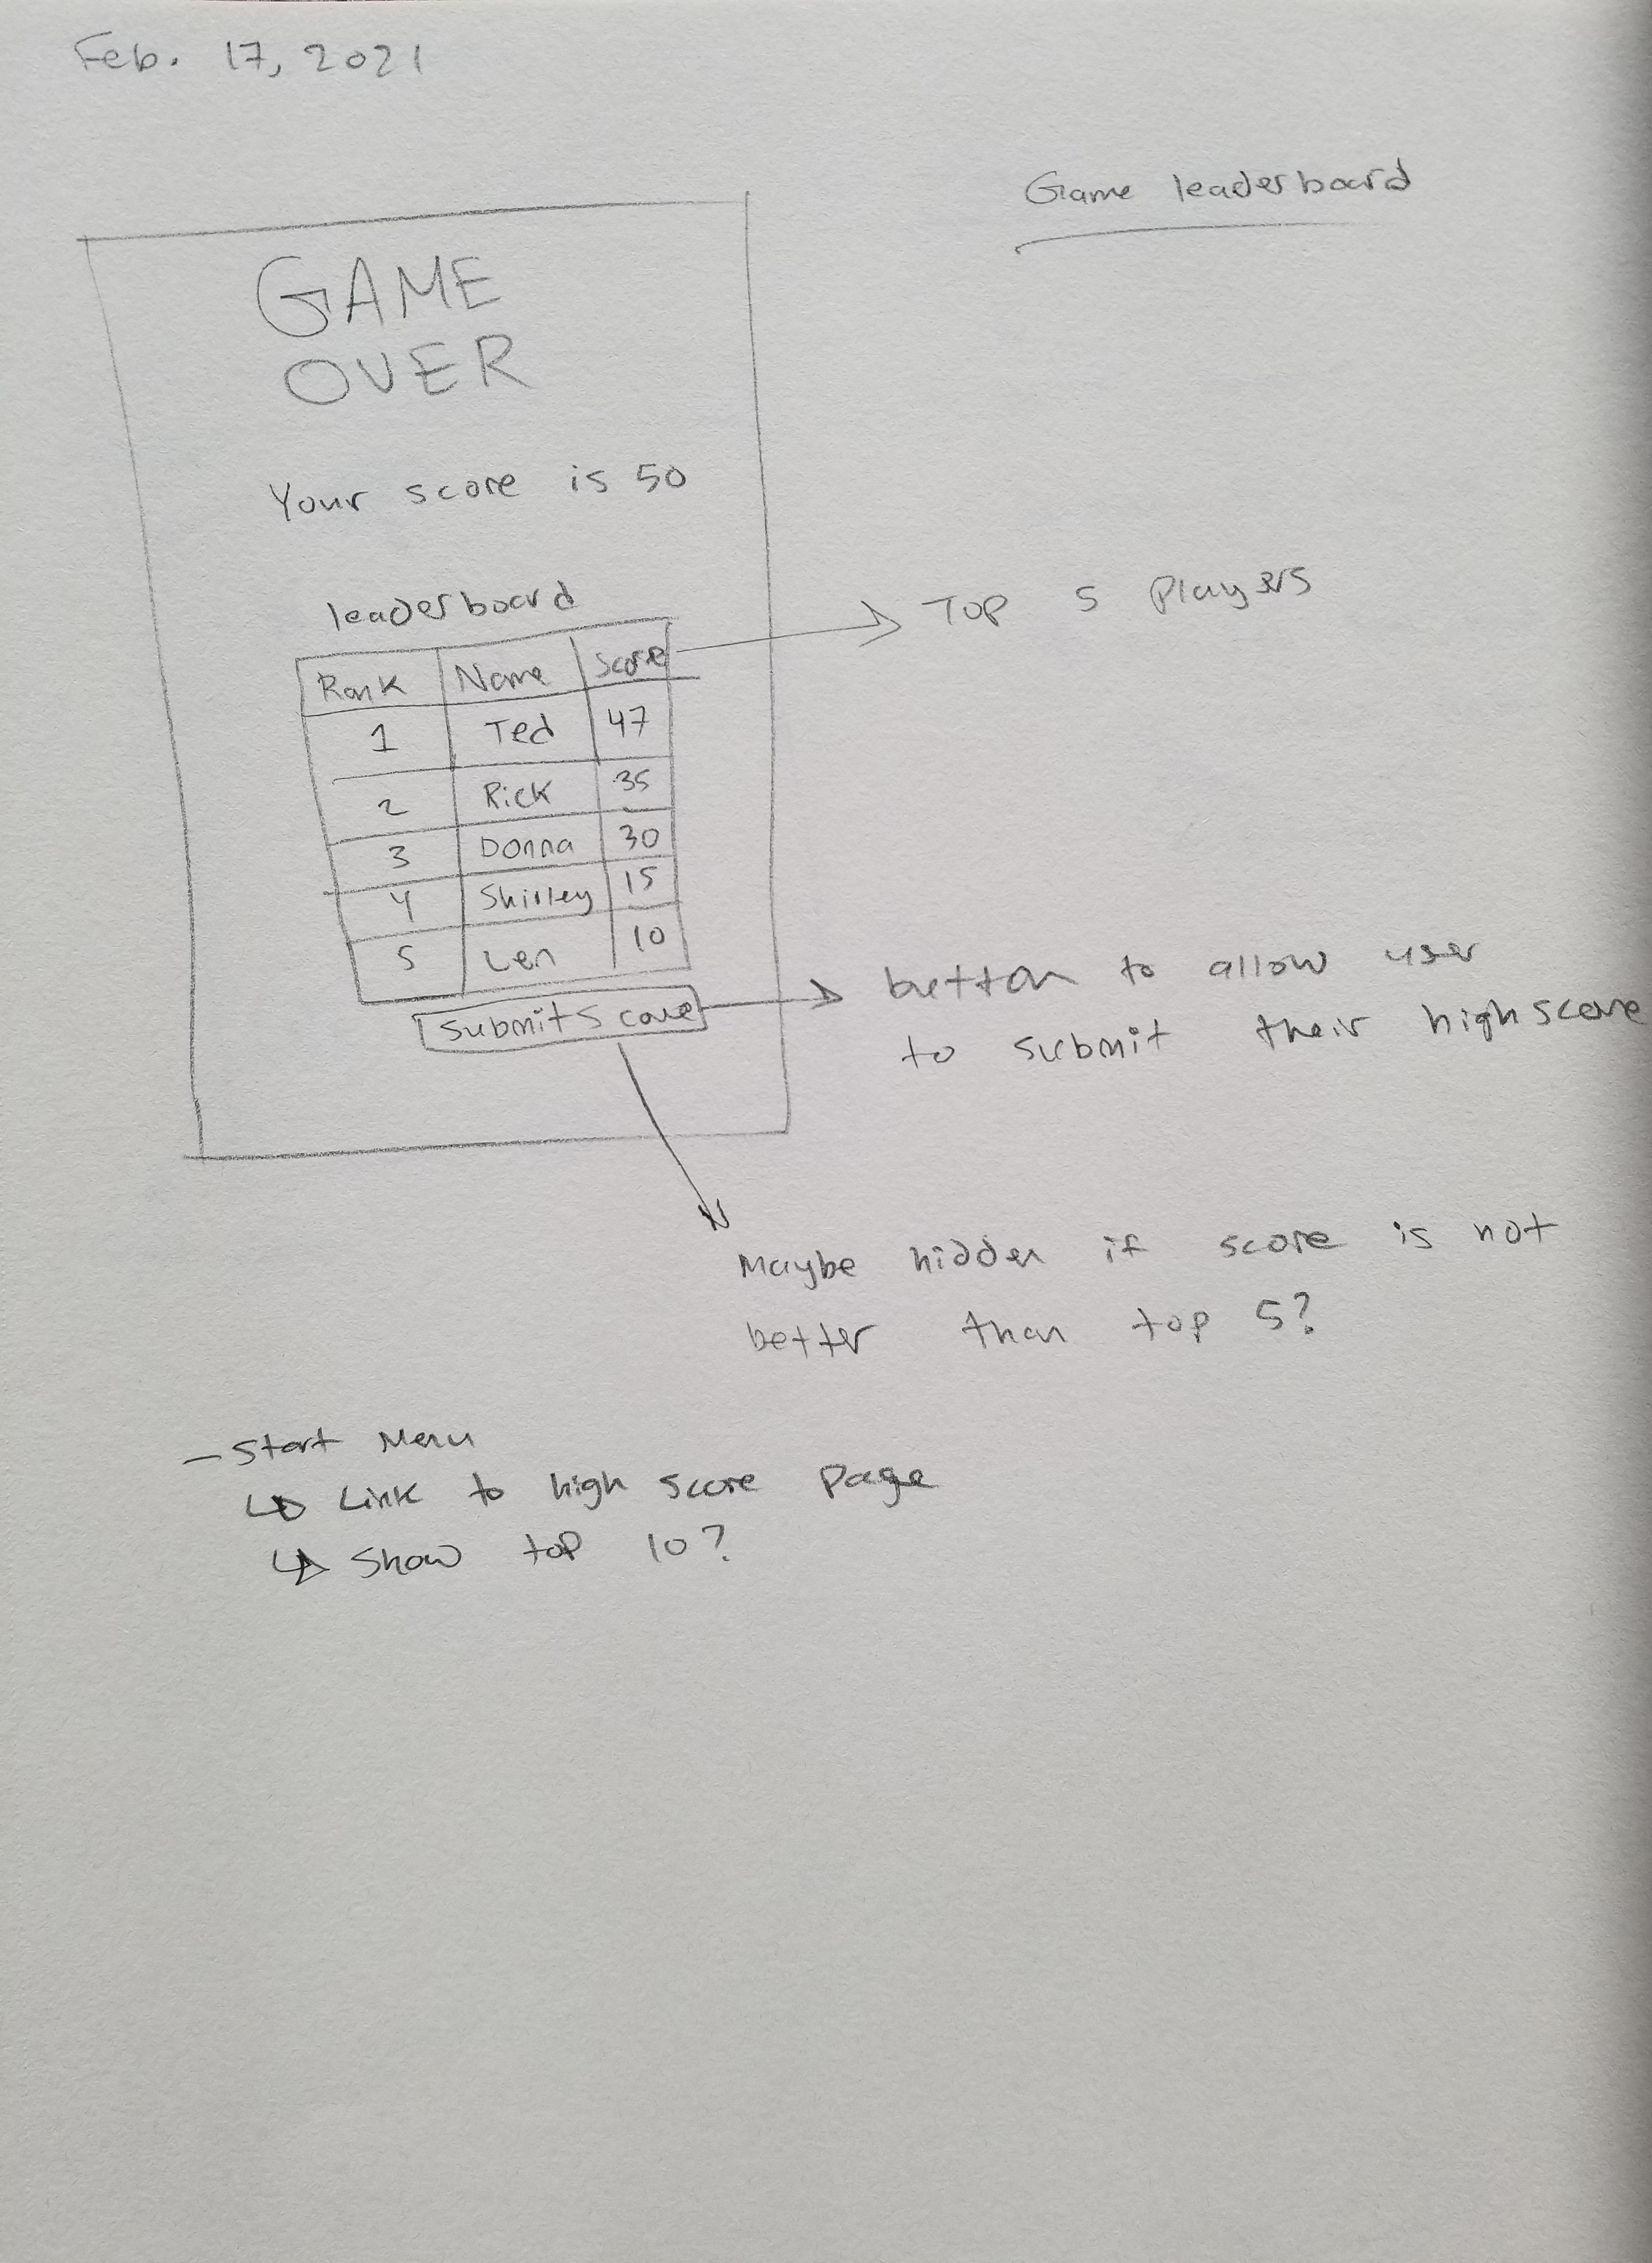 Feb. 17, 2021
Game leaderboard
GAME
OVER
Your score is 50
leaderboard
Rank Name Score
1 Ted 47
2 Rick 35
3 Donna 30
4 Shirley 15
5 Len 10
Submit Score
Top 5 Players
button to allow user
to submit their highscore
Maybe hidden if score is not
better than top 5?
- Start Menu
↳ Link to high score page
↳ Show top 10?